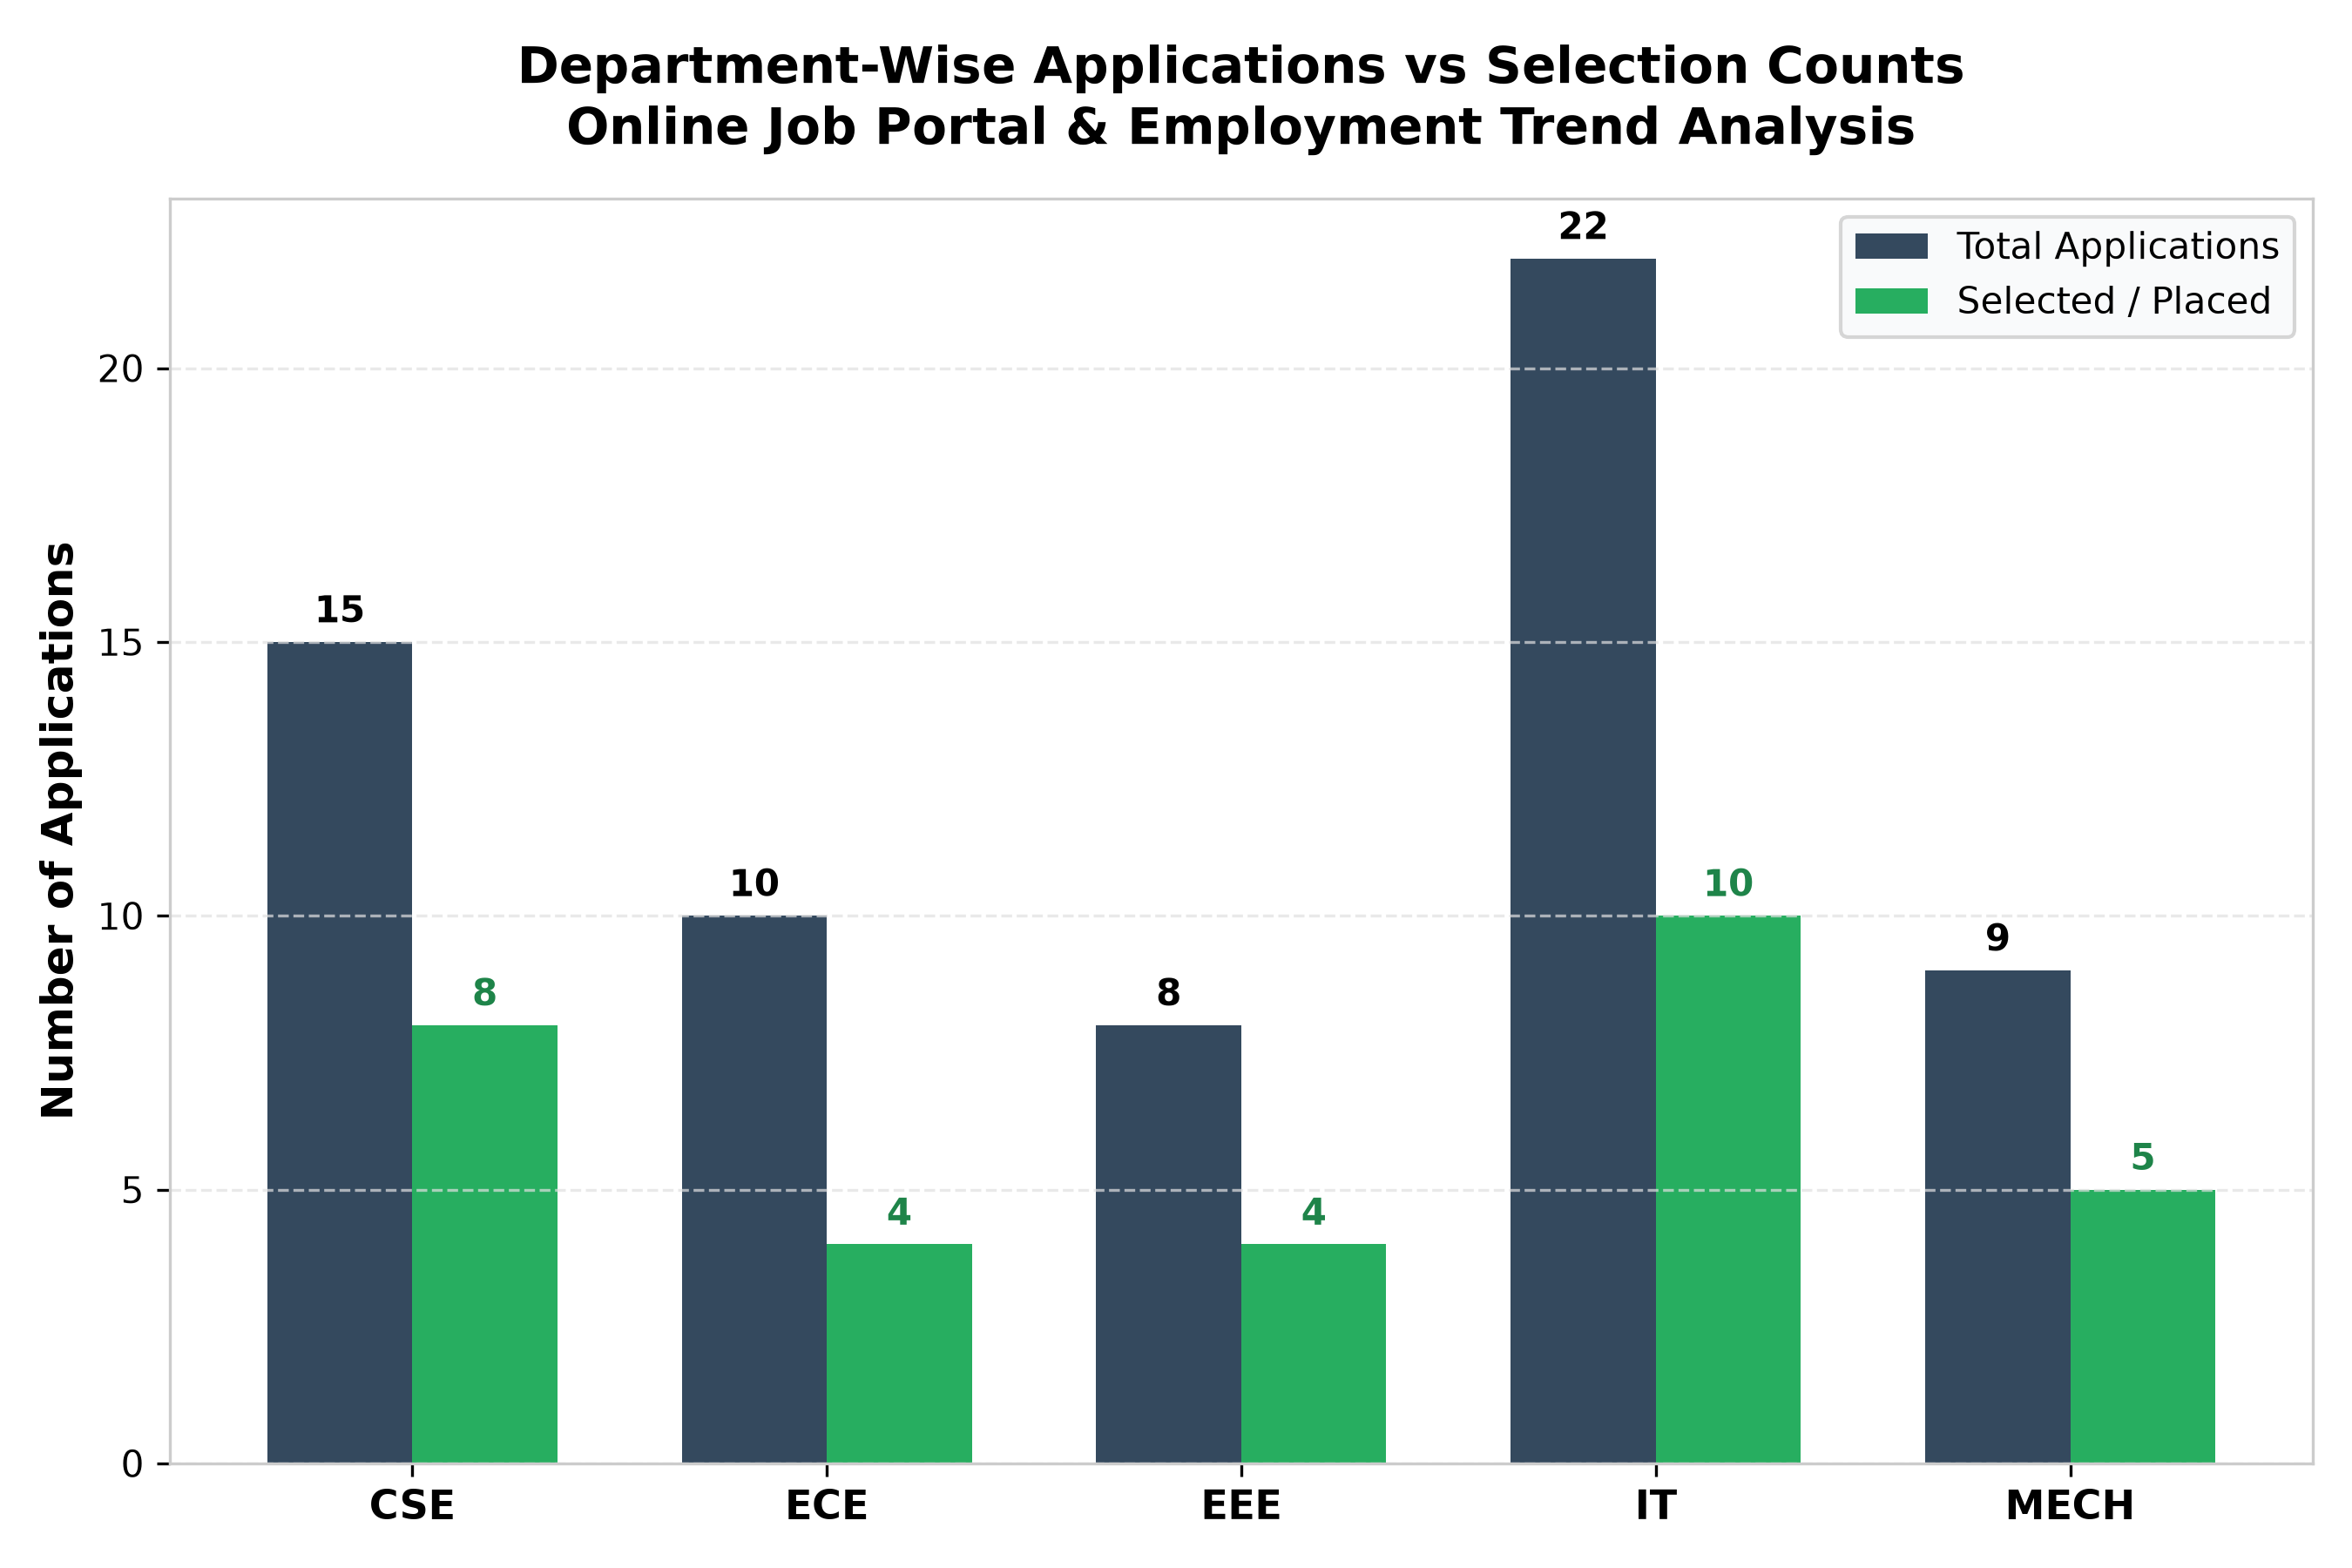 Department-Wise Applications vs Selection Counts
Online Job Portal & Employment Trend Analysis
Total Applications
Selected / Placed
Number of Applications
20
15
10
5
0
15
8
10
4
8
4
22
10
9
5
CSE
ECE
EEE
IT
MECH